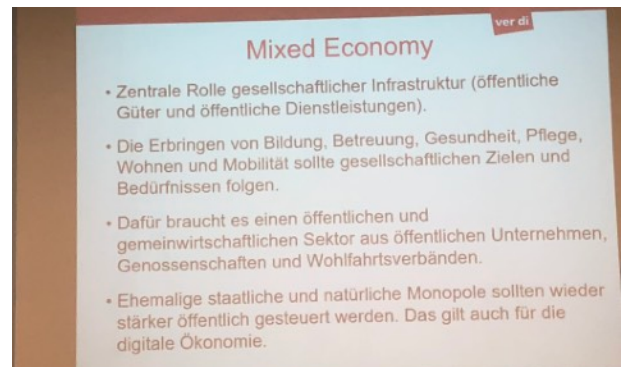 ver di
Mixed Economy
• Zentrale Rolle gesellschaftlicher Infrastruktur (öffentliche
Güter und öffentliche Dienstleistungen).
• Die Erbringen von Bildung, Betreuung, Gesundheit, Pflege,
Wohnen und Mobilität sollte gesellschaftlichen Zielen und
Bedürfnissen folgen.
• Dafür braucht es einen öffentlichen und
gemeinwirtschaftlichen Sektor aus öffentlichen Unternehmen,
Genossenschaften und Wohlfahrtsverbänden.
• Ehemalige staatliche und natürliche Monopole sollten wieder
stärker öffentlich gesteuert werden. Das gilt auch für die
digitale Ökonomie.